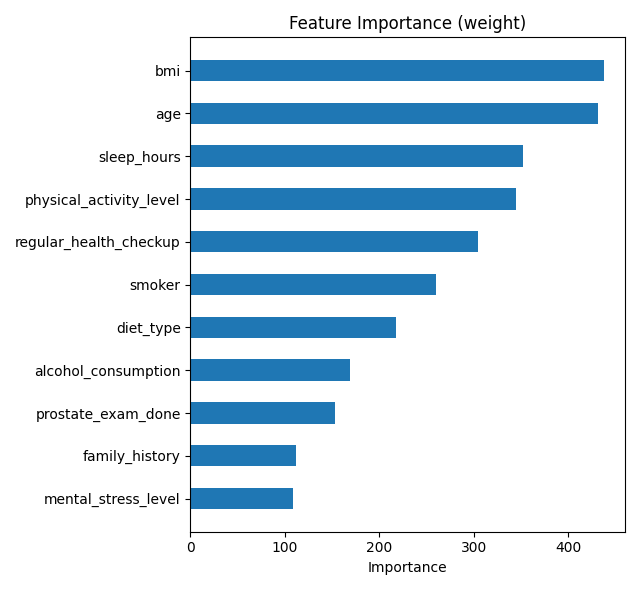 Feature Importance (weight)
bmi
age
sleep_hours
physical_activity_level
regular_health_checkup
smoker
diet_type
alcohol_consumption
prostate_exam_done
family_history
mental_stress_level
0 100 200 300 400
Importance